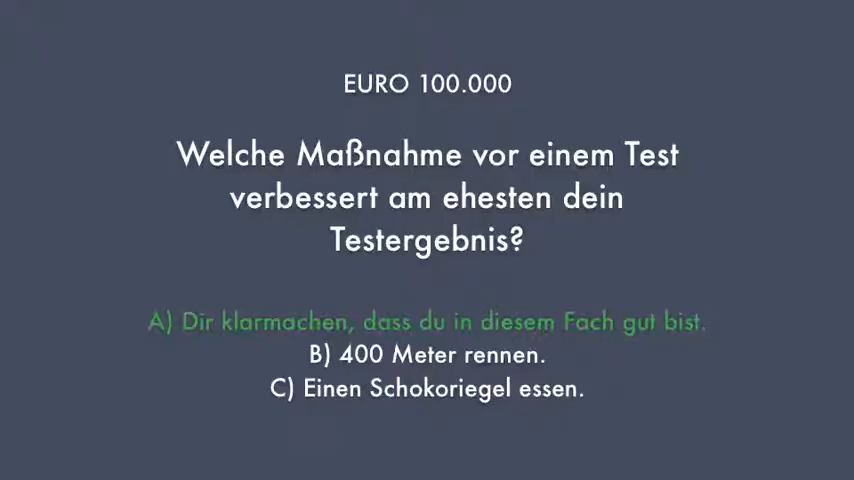 EURO 100.000
Welche Maßnahme vor einem Test
verbessert am ehesten dein
Testergebnis?
A) Dir klarmachen, dass du in diesem Fach gut bist.
B) 400 Meter rennen.
C) Einen Schokoriegel essen.